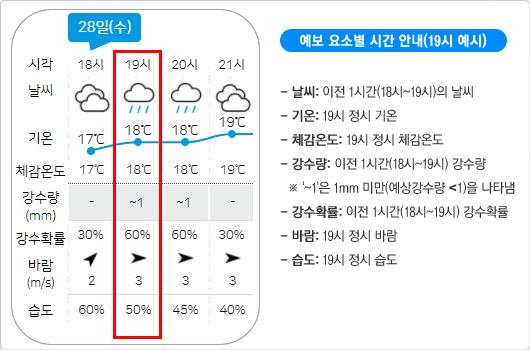 28일(수)
시각 18시 19시 20시 21시
날씨
기온 17℃ 18℃ 18℃ 19℃
체감온도 17℃ 18℃ 18℃ 19℃
강수량 - ~1 ~1 -
(mm)
강수확률 30% 60% 60% 30%
바람
(m/s) 2 3 3 3
습도 60% 50% 45% 40%
예보 요소별 시간 안내(19시 예시)
– 날씨: 이전 1시간(18시~19시)의 날씨
– 기온: 19시 정시 기온
– 체감온도: 19시 정시 체감온도
– 강수량: 이전 1시간(18시~19시) 강수량
※ '~1'은 1mm 미만(예상강수량 <1)을 나타냄
– 강수확률: 이전 1시간(18시~19시) 강수확률
– 바람: 19시 정시 바람
– 습도: 19시 정시 습도